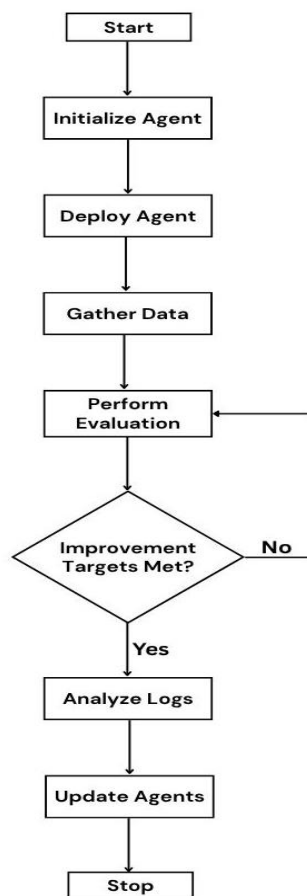 Start
Initialize Agent
Deploy Agent
Gather Data
Perform
Evaluation
Improvement
Targets Met?
No
Yes
Analyze Logs
Update Agents
Stop